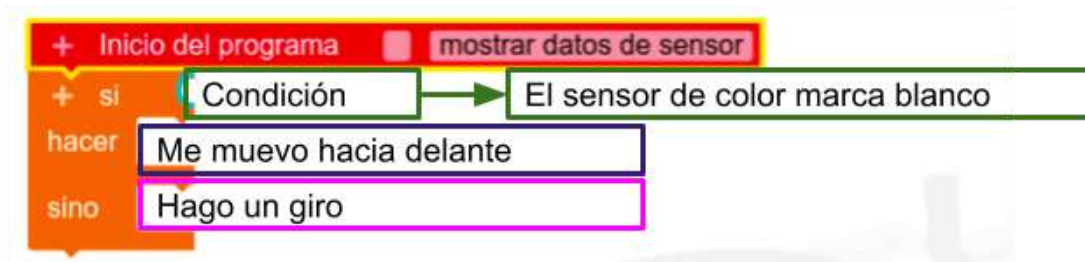 + Inicio del programa mostrar datos de sensor
+ si Condición El sensor de color marca blanco
hacer Me muevo hacia delante
sino Hago un giro